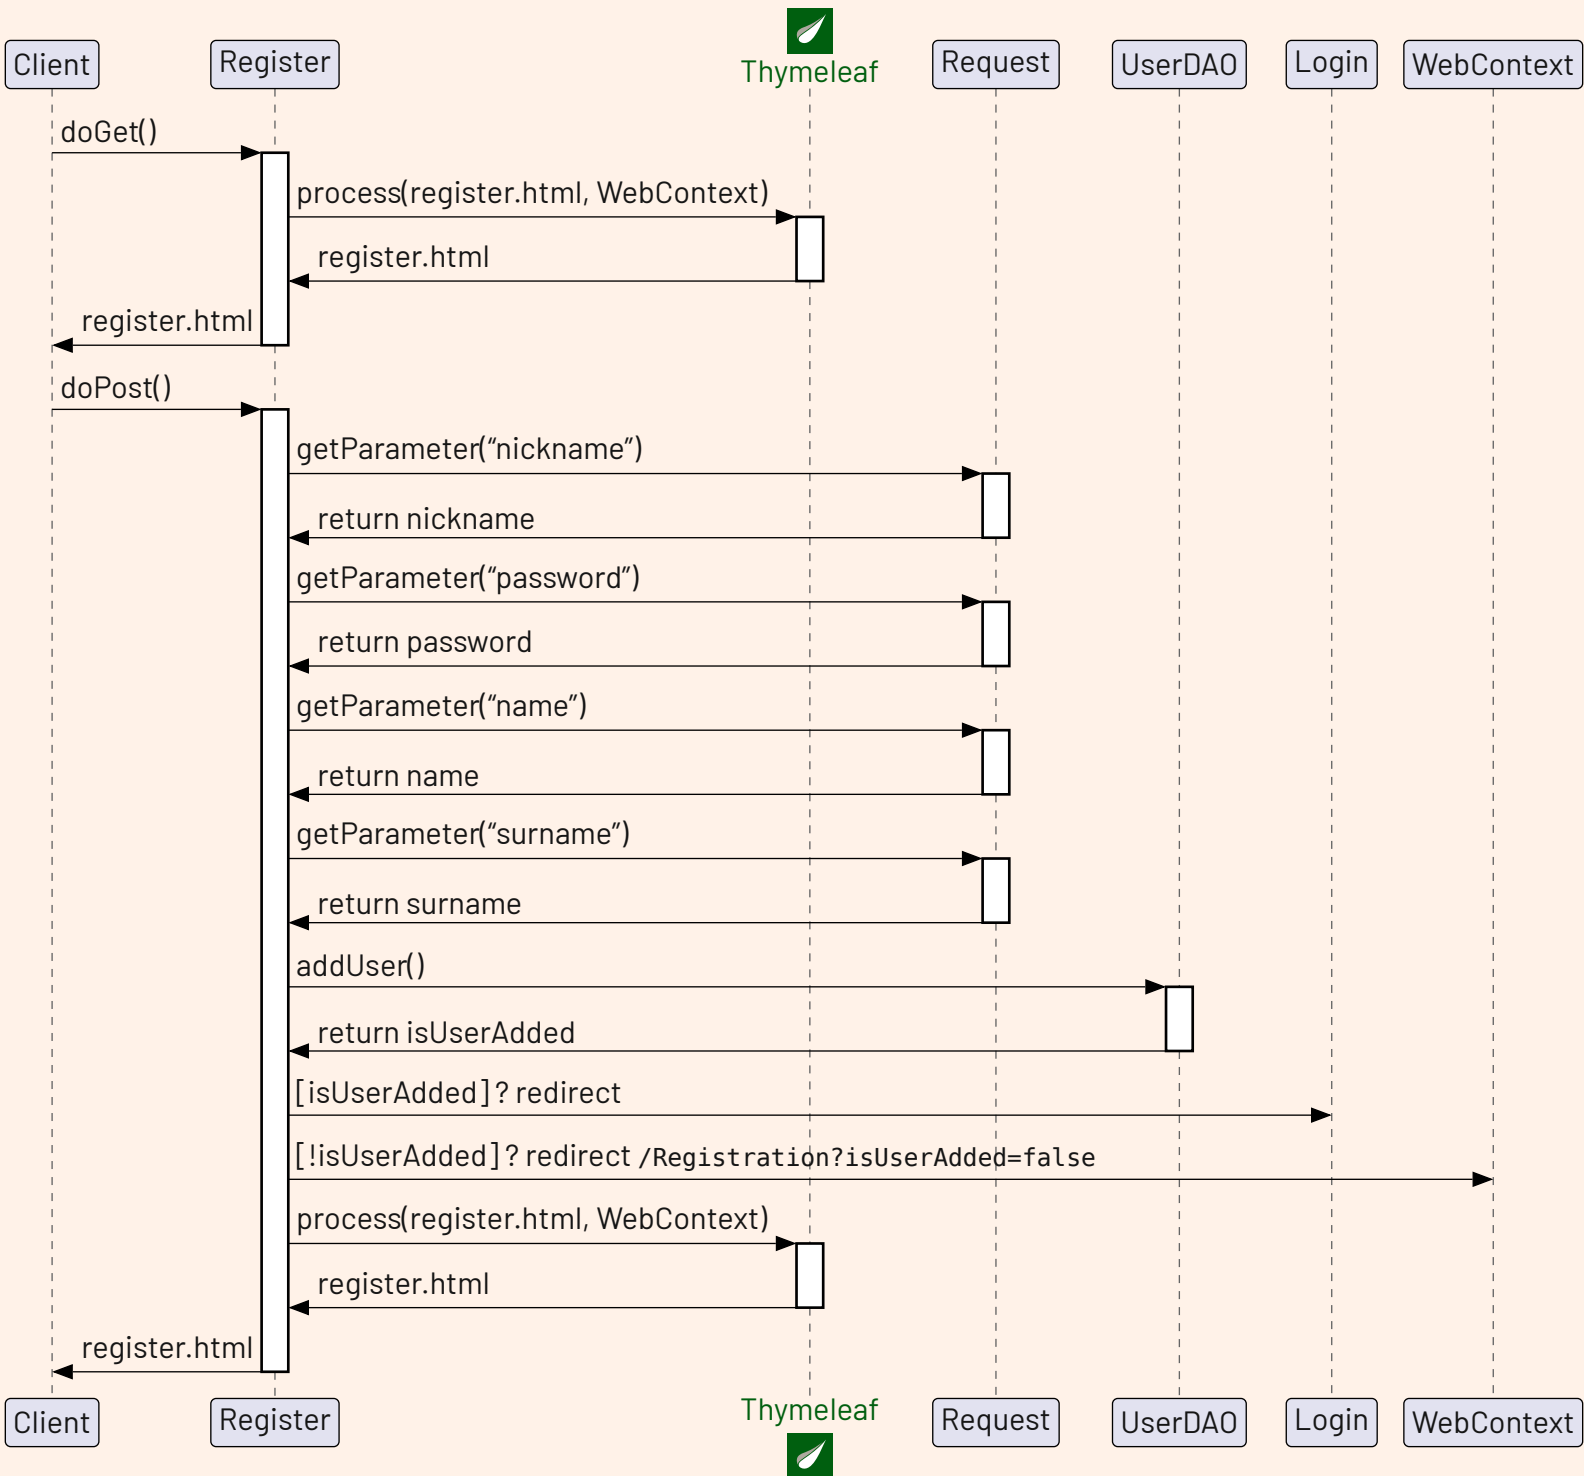 Client
Register
Thymeleaf
Request
UserDAO
Login
WebContext
doGet()
process(register.html, WebContext)
register.html
register.html
doPost()
getParameter(“nickname”)
return nickname
getParameter(“password”)
return password
getParameter(“name”)
return name
getParameter(“surname”)
return surname
addUser()
return isUserAdded
[isUserAdded]? redirect
[!isUserAdded]? redirect /Registration?isUserAdded=false
process(register.html, WebContext)
register.html
register.html
Client
Register
Thymeleaf
Request
UserDAO
Login
WebContext